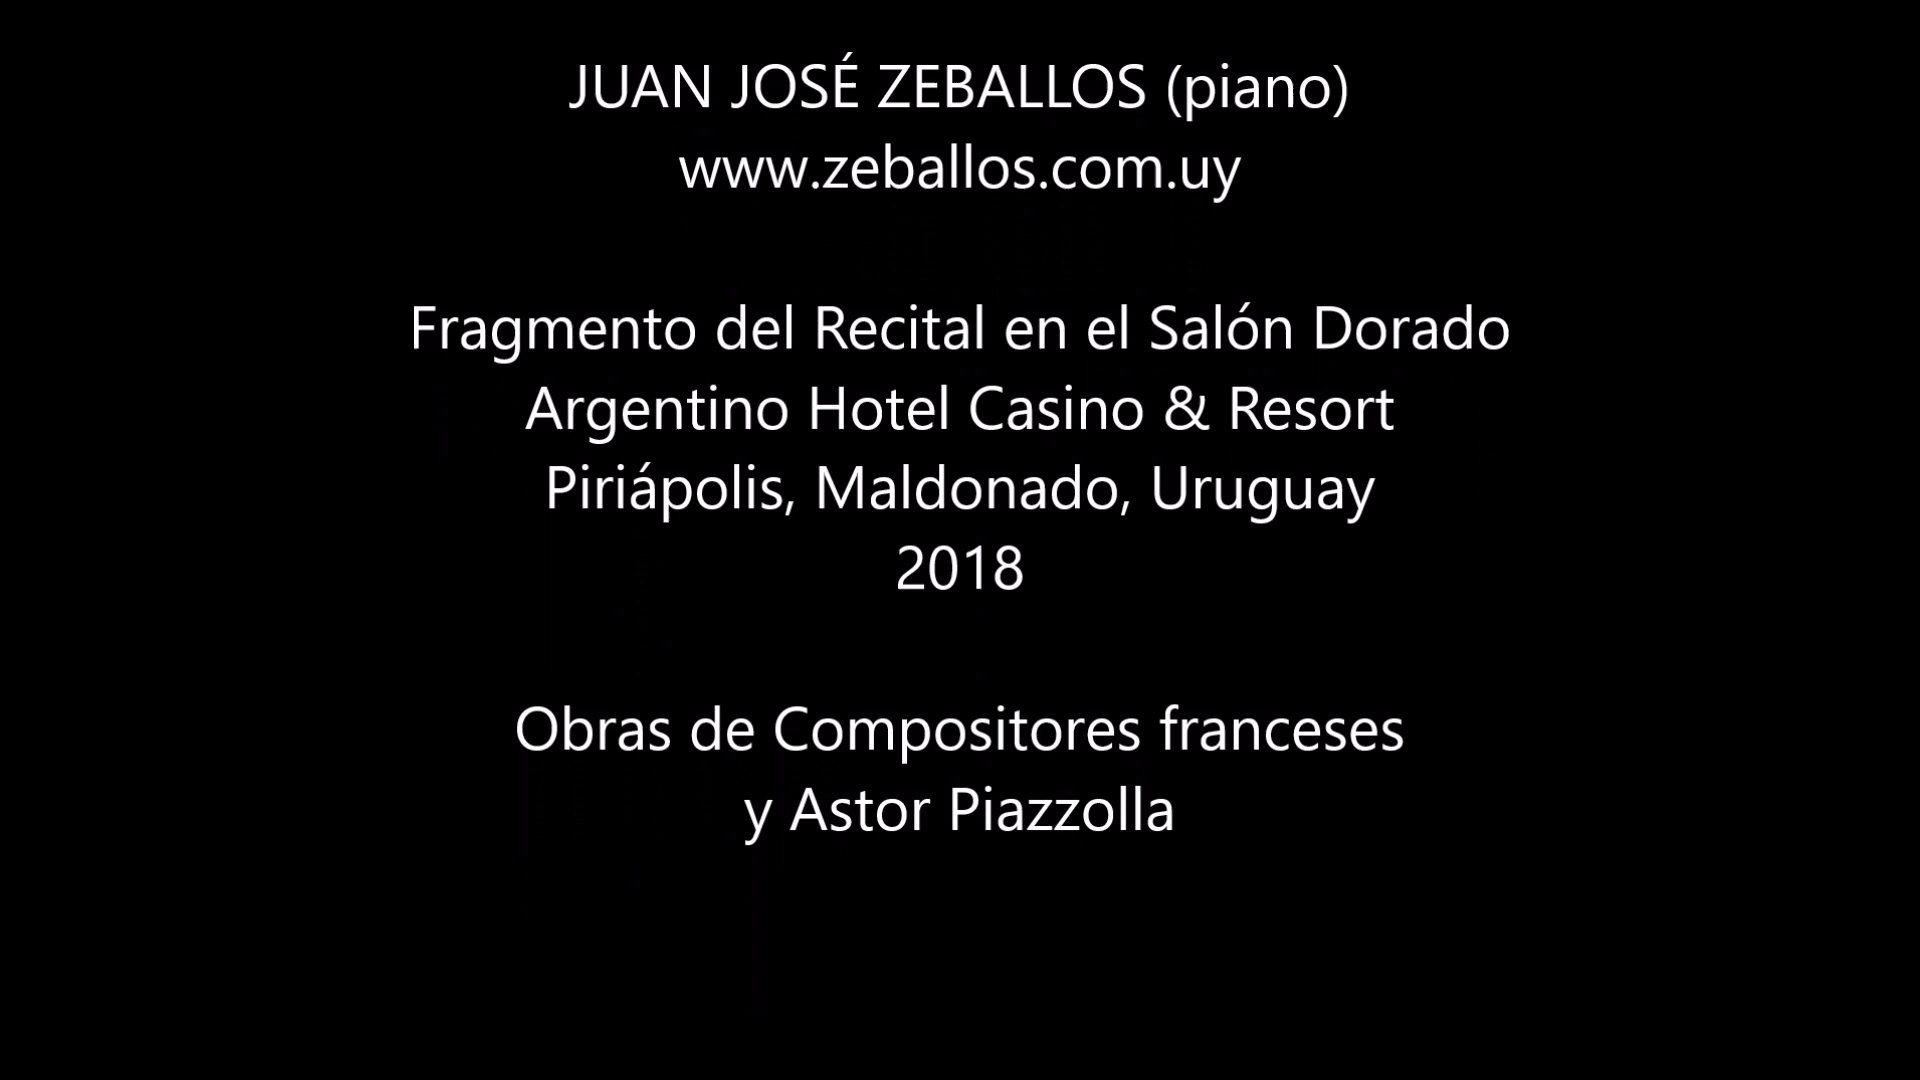 JUAN JOSÉ ZEBALLOS (piano)
www.zeballos.com.uy
Fragmento del Recital en el Salón Dorado
Argentino Hotel Casino & Resort
Piriápolis, Maldonado, Uruguay
2018
Obras de Compositores franceses
y Astor Piazzolla